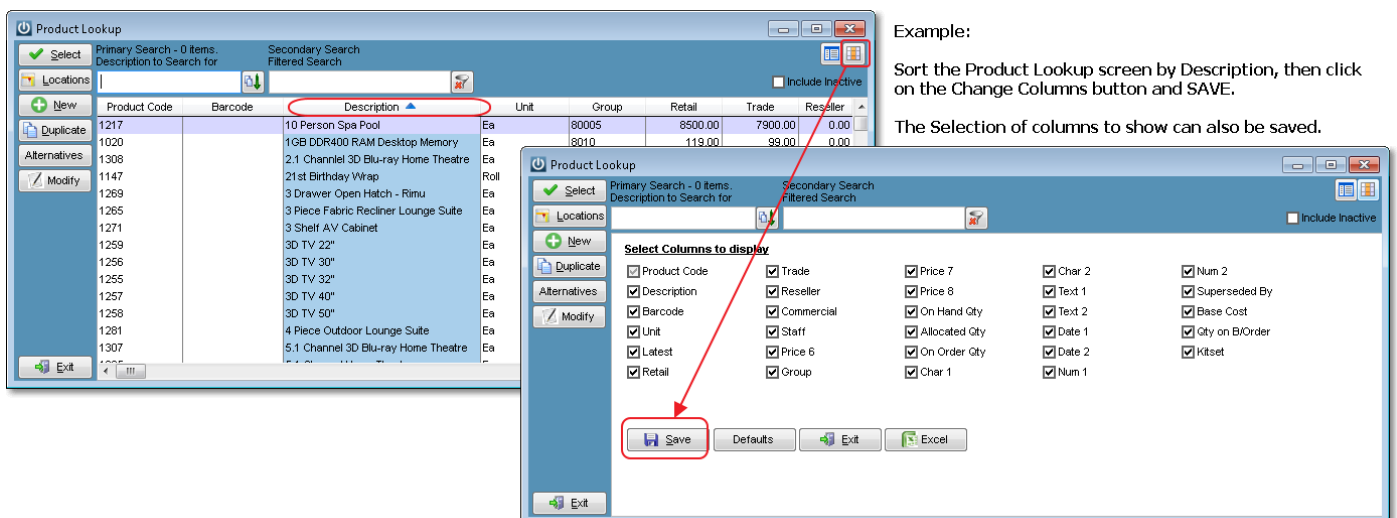 Product Lookup
Select
Primary Search - 0 items.
Description to Search for
Secondary Search
Filtered Search
Locations
Include Inactive
New
Duplicate
Alternatives
Modify
Exit
Product Code Barcode Description Unit Group Retail Trade Reseller
1217 10 Person Spa Pool Ea 80005 8500.00 7900.00 0.00
1020 1GB DDR400 RAM Desktop Memory Ea 8010 119.00 99.00 0.00
1308 2.1 Channlel 3D Blu-ray Home Theatre Ea
1147 21st Birthday Wrap Roll
1269 3 Drawer Open Hatch - Rimu Ea
1265 3 Piece Fabric Recliner Lounge Suite Ea
1271 3 Shelf AV Cabinet Ea
1259 3D TV 22" Ea
1256 3D TV 30" Ea
1255 3D TV 32" Ea
1257 3D TV 40" Ea
1258 3D TV 50" Ea
1281 4 Piece Outdoor Lounge Suite Ea
1307 5.1 Channel 3D Blu-ray Home Theatre Ea
Example:
Sort the Product Lookup screen by Description, then click
on the Change Columns button and SAVE.
The Selection of columns to show can also be saved.
Product Lookup
Select
Primary Search - 0 items.
Description to Search for
Secondary Search
Filtered Search
Locations
Include Inactive
New
Duplicate
Alternatives
Modify
Exit
Select Columns to display
Product Code Trade Price 7 Char 2 Num 2
Description Reseller Price 8 Text 1 Superseded By
Barcode Commercial On Hand Qty Text 2 Base Cost
Unit Staff Allocated Qty Date 1 Qty on B/Order
Latest Price 6 On Order Qty Date 2 Kitset
Retail Group Char 1 Num 1
Save Defaults Exit Excel